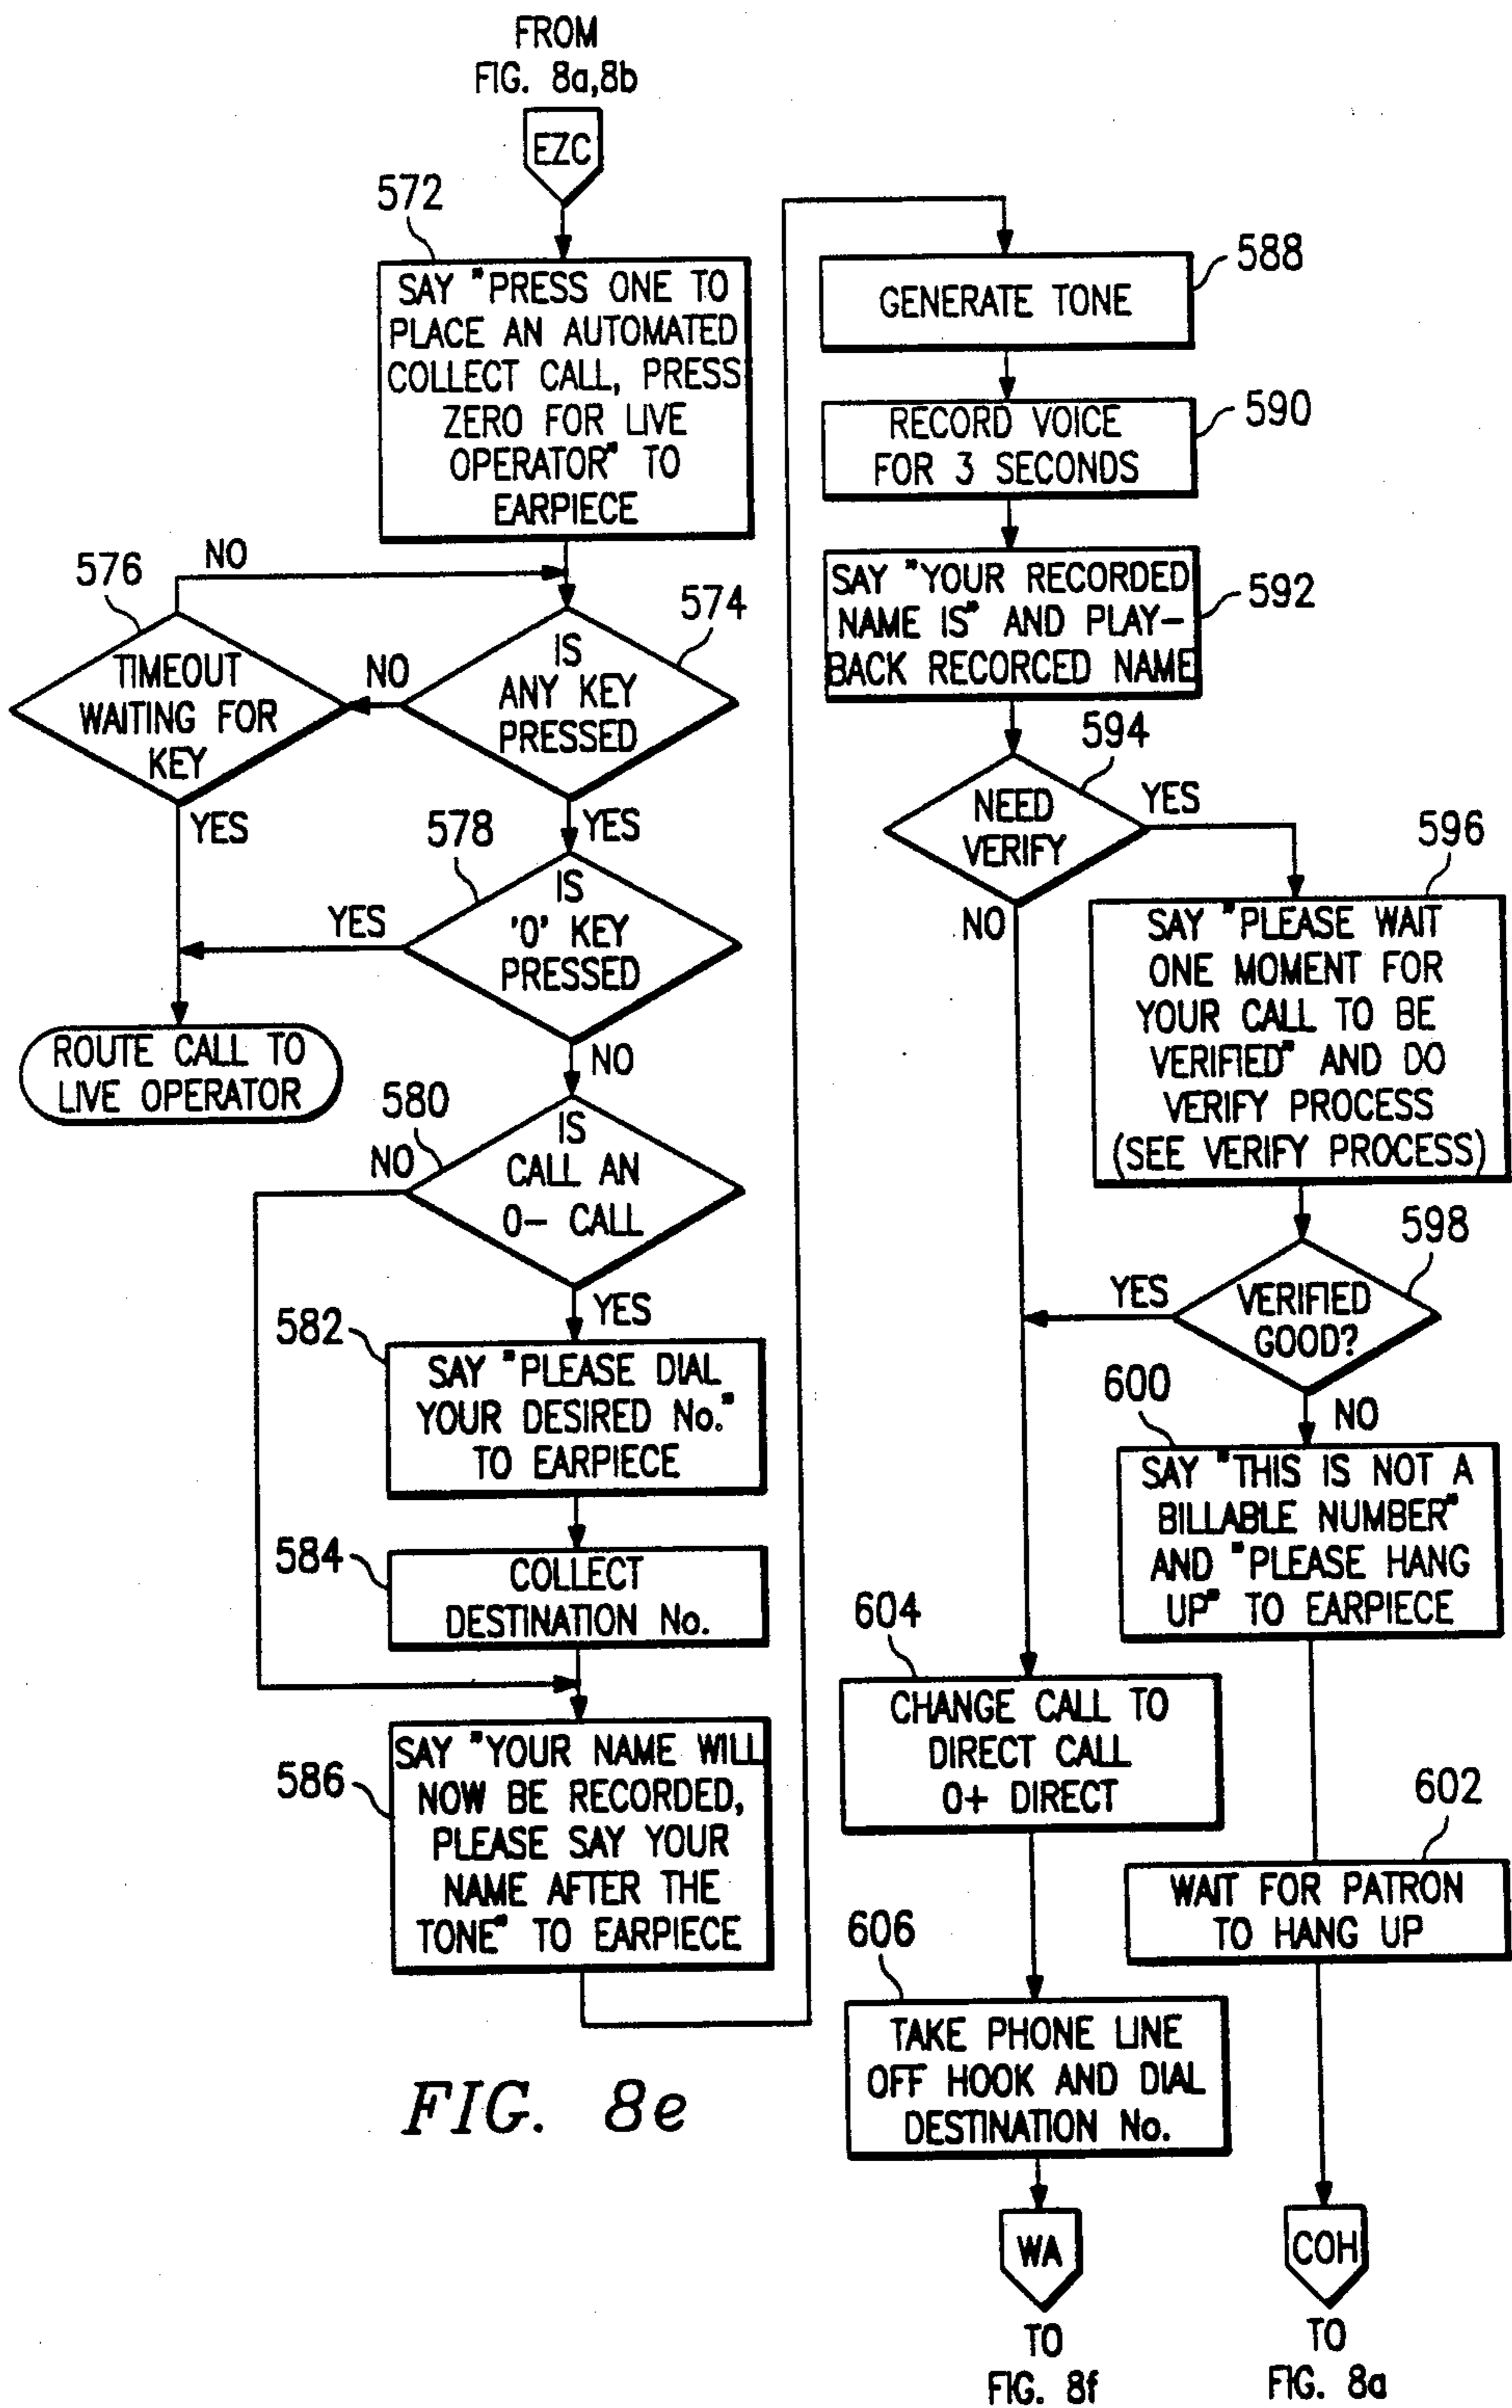 FROM
FIG. 8a,8b
EZC
572
SAY "PRESS ONE TO
PLACE AN AUTOMATED
COLLECT CALL, PRESS
ZERO FOR LIVE
OPERATOR" TO
EARPIECE
576
NO
574
TIMEOUT
WAITING FOR
KEY
NO
IS
ANY KEY
PRESSED
YES
578
YES
IS
'0' KEY
PRESSED
YES
ROUTE CALL TO
LIVE OPERATOR
NO
580
NO
IS
CALL AN
0- CALL
YES
582
SAY "PLEASE DIAL
YOUR DESIRED No."
TO EARPIECE
584
COLLECT
DESTINATION No.
586
SAY "YOUR NAME WILL
NOW BE RECORDED,
PLEASE SAY YOUR
NAME AFTER THE
TONE" TO EARPIECE
588
GENERATE TONE
590
RECORD VOICE
FOR 3 SECONDS
592
SAY "YOUR RECORDED
NAME IS" AND PLAY-
BACK RECORCED NAME
594
NEED
VERIFY
YES
NO
596
SAY "PLEASE WAIT
ONE MOMENT FOR
YOUR CALL TO BE
VERIFIED" AND DO
VERIFY PROCESS
(SEE VERIFY PROCESS)
598
YES
VERIFIED
GOOD?
NO
600
SAY "THIS IS NOT A
BILLABLE NUMBER"
AND "PLEASE HANG
UP" TO EARPIECE
604
CHANGE CALL TO
DIRECT CALL
0+ DIRECT
602
WAIT FOR PATRON
TO HANG UP
606
TAKE PHONE LINE
OFF HOOK AND DIAL
DESTINATION No.
WA
TO
FIG. 8f
COH
TO
FIG. 8a
FIG. 8e